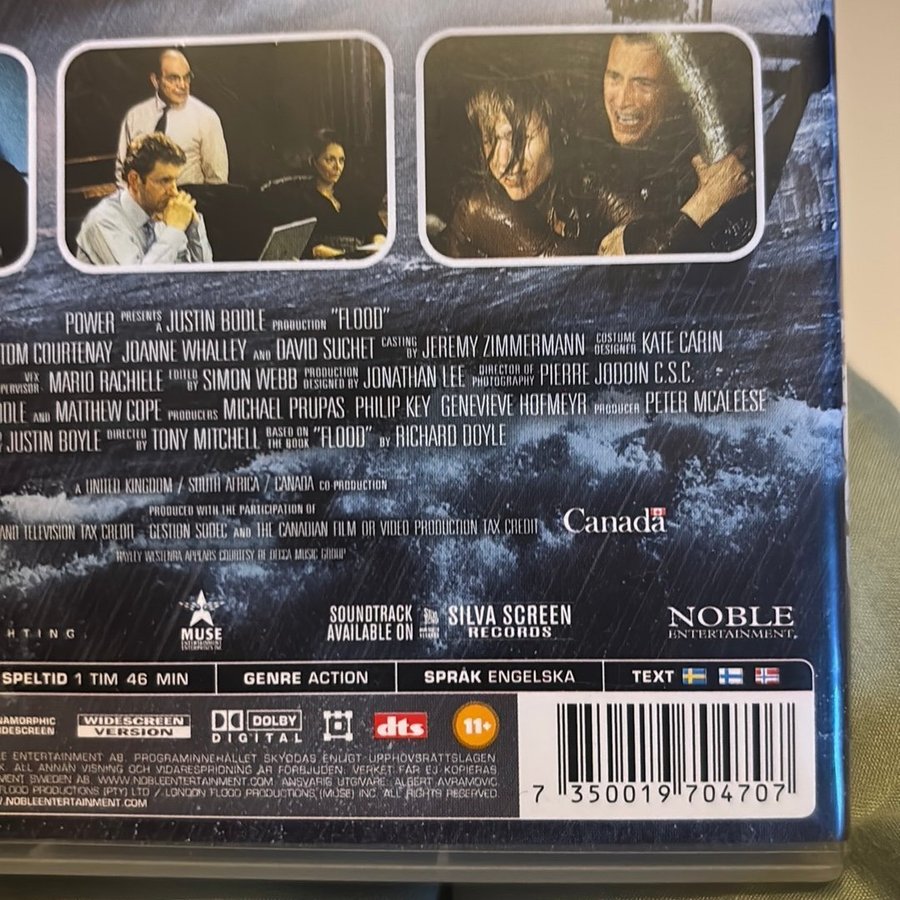 POWER PRESENTS A JUSTIN BODLE PRODUCTION "FLOOD"
TOM COURTENAY JOANNE WHALLEY AND DAVID SUCHET CASTING BY JEREMY ZIMMERMANN COSTUME DESIGNER KATE CARIN
VFX MARIO RACHIELE EDITED BY SIMON WEBB PRODUCTION DESIGNED BY JONATHAN LEE DIRECTOR OF PHOTOGRAPHY PIERRE JODOIN C.S.C.
AND MATTHEW COPE PRODUCERS MICHAEL PRUPAS PHILIP KEY GENEVIEVE HOFMEYR PRODUCER PETER MCALEESE
JUSTIN BODLE DIRECTED BY TONY MITCHELL BASED ON THE BOOK "FLOOD" BY RICHARD DOYLE
A UNITED KINGDOM / SOUTH AFRICA / CANADA CO-PRODUCTION
PRODUCED WITH THE PARTICIPATION OF
AND TELEVISION TAX CREDIT - GESTION SODEC AND THE CANADIAN FILM OR VIDEO PRODUCTION TAX CREDIT Canada
HAYLEY WESTENRA APPEARS COURTESY OF DECCA MUSIC GROUP
HTING MUSE ENTERTAINMENT ENTERPRISES INC SOUNDTRACK AVAILABLE ON SILVA SCREEN RECORDS NOBLE ENTERTAINMENT
SPELTID 1 TIM 46 MIN GENRE ACTION SPRÅK ENGELSKA TEXT
NAMORPHIC IDESCREEN WIDESCREEN VERSION DOLBY DIGITAL dts 11+
E ENTERTAINMENT AB. PROGRAMINNEHÅLLET SKYDDAS ENLIGT UPPHOVSRÄTTSLAGEN.
ALL ANNAN VISNING OCH VIDARESPRIDNING ÄR FÖRBJUDEN. VERKET FÅR EJ KOPIERAS.
MENT SWEDEN AB. WWW.NOBLEENTERTAINMENT.COM. ANSVARIG UTGIVARE: ALBERT AVRAMOVIC.
FLOOD PRODUCTIONS (PTY) LTD / LONDON FLOOD PRODUCTIONS (MUSE) INC. ALL RIGHTS RESERVED.
W.NOBLEENTERTAINMENT.COM
7 350019 704707